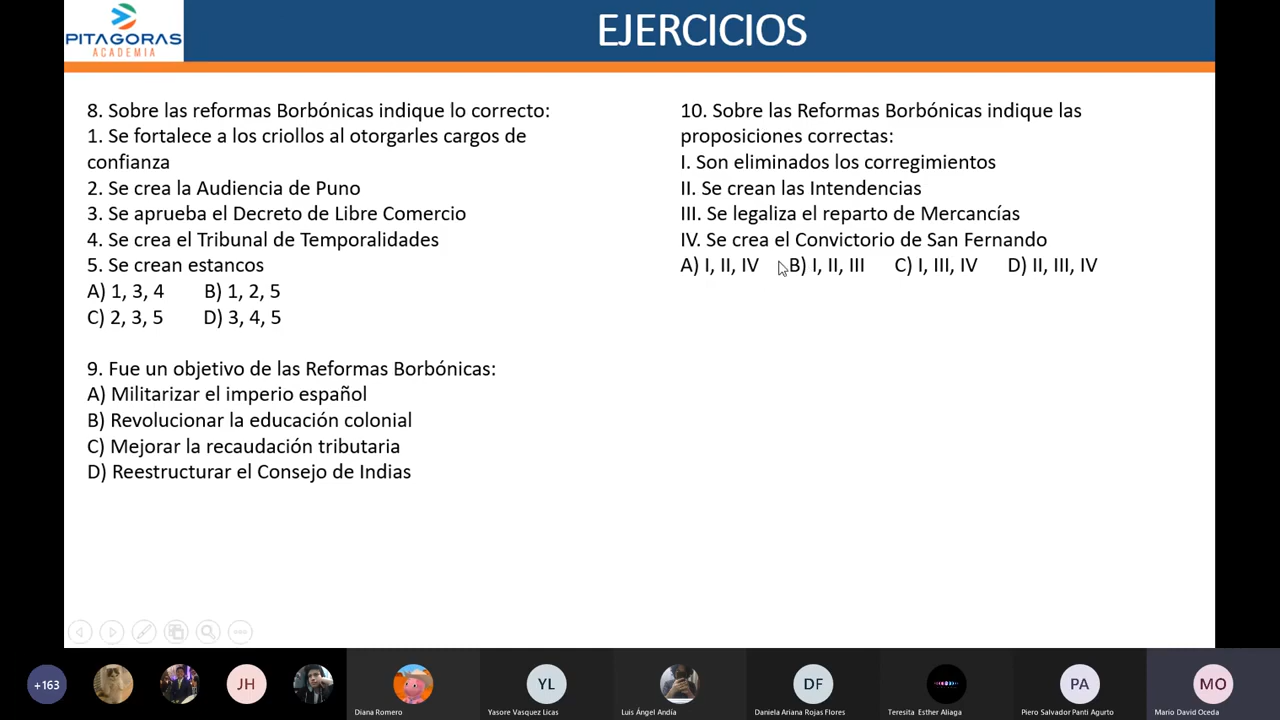 PITAGORAS
ACADEMIA
EJERCICIOS
8. Sobre las reformas Borbónicas indique lo correcto:
1. Se fortalece a los criollos al otorgarles cargos de
confianza
2. Se crea la Audiencia de Puno
3. Se aprueba el Decreto de Libre Comercio
4. Se crea el Tribunal de Temporalidades
5. Se crean estancos
A) 1, 3, 4 B) 1, 2, 5
C) 2, 3, 5 D) 3, 4, 5
9. Fue un objetivo de las Reformas Borbónicas:
A) Militarizar el imperio español
B) Revolucionar la educación colonial
C) Mejorar la recaudación tributaria
D) Reestructurar el Consejo de Indias
10. Sobre las Reformas Borbónicas indique las
proposiciones correctas:
I. Son eliminados los corregimientos
II. Se crean las Intendencias
III. Se legaliza el reparto de Mercancías
IV. Se crea el Convictorio de San Fernando
A) I, II, IV B) I, II, III C) I, III, IV D) II, III, IV
+163
JH
YL
DF
PA
MO
Diana Romero
Yasore Vasquez Licas
Luis Ángel Andía
Daniela Ariana Rojas Flores
Teresita Esther Aliaga
Piero Salvador Panti Agurto
Mario David Oceda